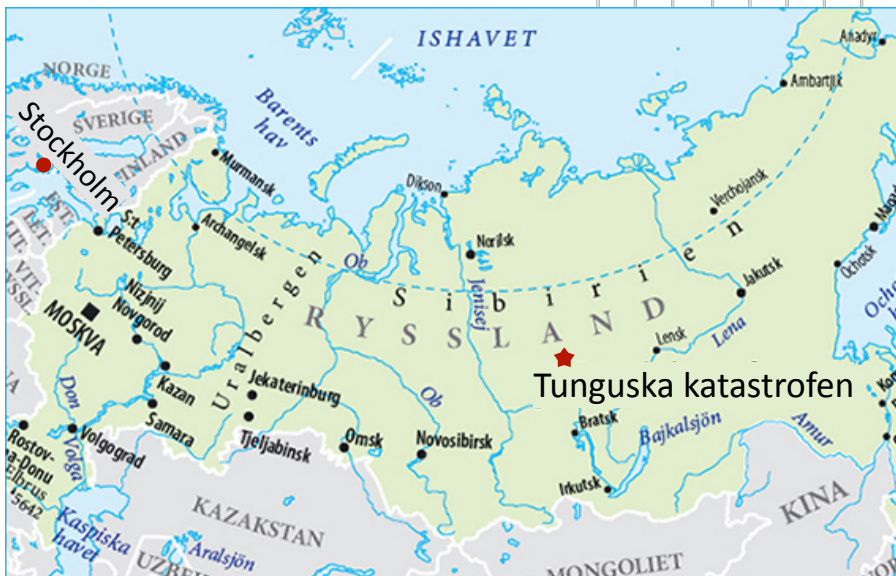 ISHAVET
Anadyr
Ambartjik
NORGE
Barents
hav
SVERIGE
Stockholm
INLAND
Murmansk
Dikson
Verchojansk
EST.
LET.
LIT.
VIT.
RYSSL.
S:t
Petersburg
Archangelsk
Norilsk
Ob
Jenisej
Sibirien
Jakutsk
Ochotsk
RYSSLAND
Uralbergen
MOSKVA
Nizjnij
Novgorod
Lensk
Lena
Tunguska katastrofen
Don
Kazan
Samara
Jekaterinburg
Tjeljabinsk
Ob
Omsk
Novosibirsk
Bratsk
Bajkalsjön
Amur
Rostov-
na-Donu
Elbrus
5642
Volga
Volgograd
Irkutsk
KINA
Kaspiska
havet
Aralsjön
KAZAKSTAN
MONGOLIET